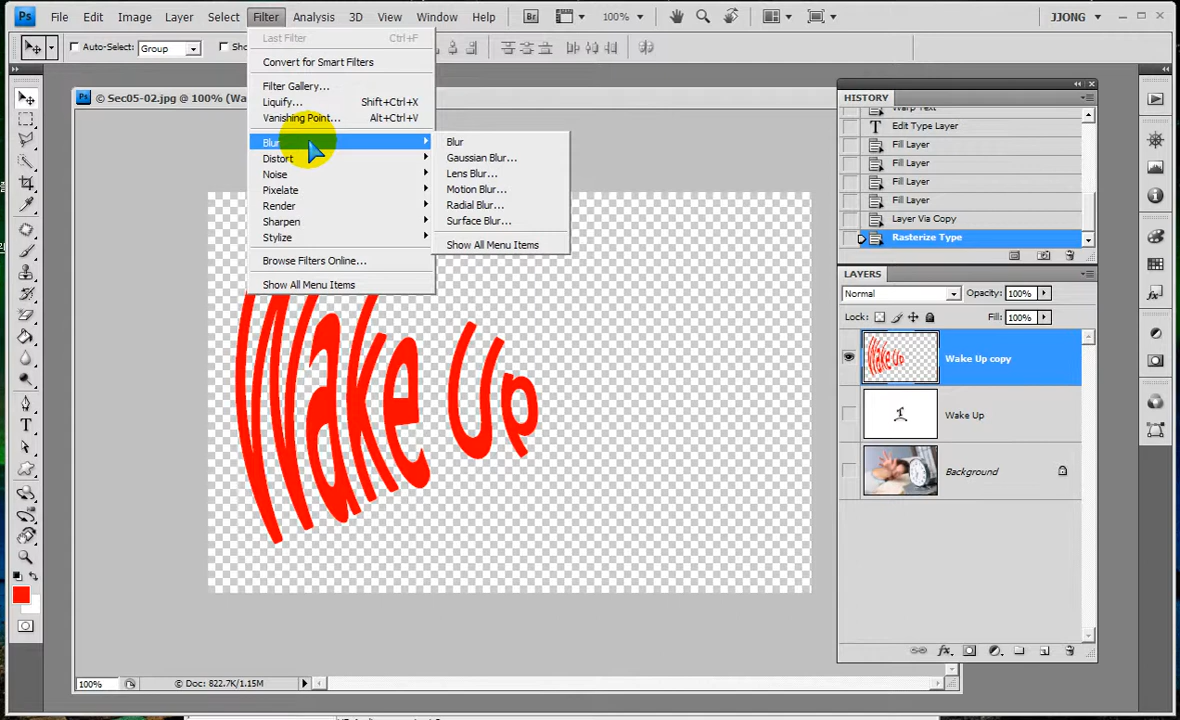 Ps File Edit Image Layer Select Filter Analysis 3D View Window Help Br 100% JJONG
Auto-Select: Group
Last Filter Ctrl+F
Convert for Smart Filters
Filter Gallery...
Liquify... Shift+Ctrl+X
Vanishing Point... Alt+Ctrl+V
Blur
Distort
Noise
Pixelate
Render
Sharpen
Stylize
Browse Filters Online...
Show All Menu Items
Blur
Gaussian Blur...
Lens Blur...
Motion Blur...
Radial Blur...
Surface Blur...
Show All Menu Items
Ps © Sec05-02.jpg @ 100% (Wa
Wake Up
HISTORY
Warp Text
Edit Type Layer
Fill Layer
Fill Layer
Fill Layer
Fill Layer
Layer Via Copy
Rasterize Type
LAYERS
Normal Opacity: 100%
Lock: Fill: 100%
Wake Up copy
Wake Up
Background
100% © Doc: 822.7K/1.15M